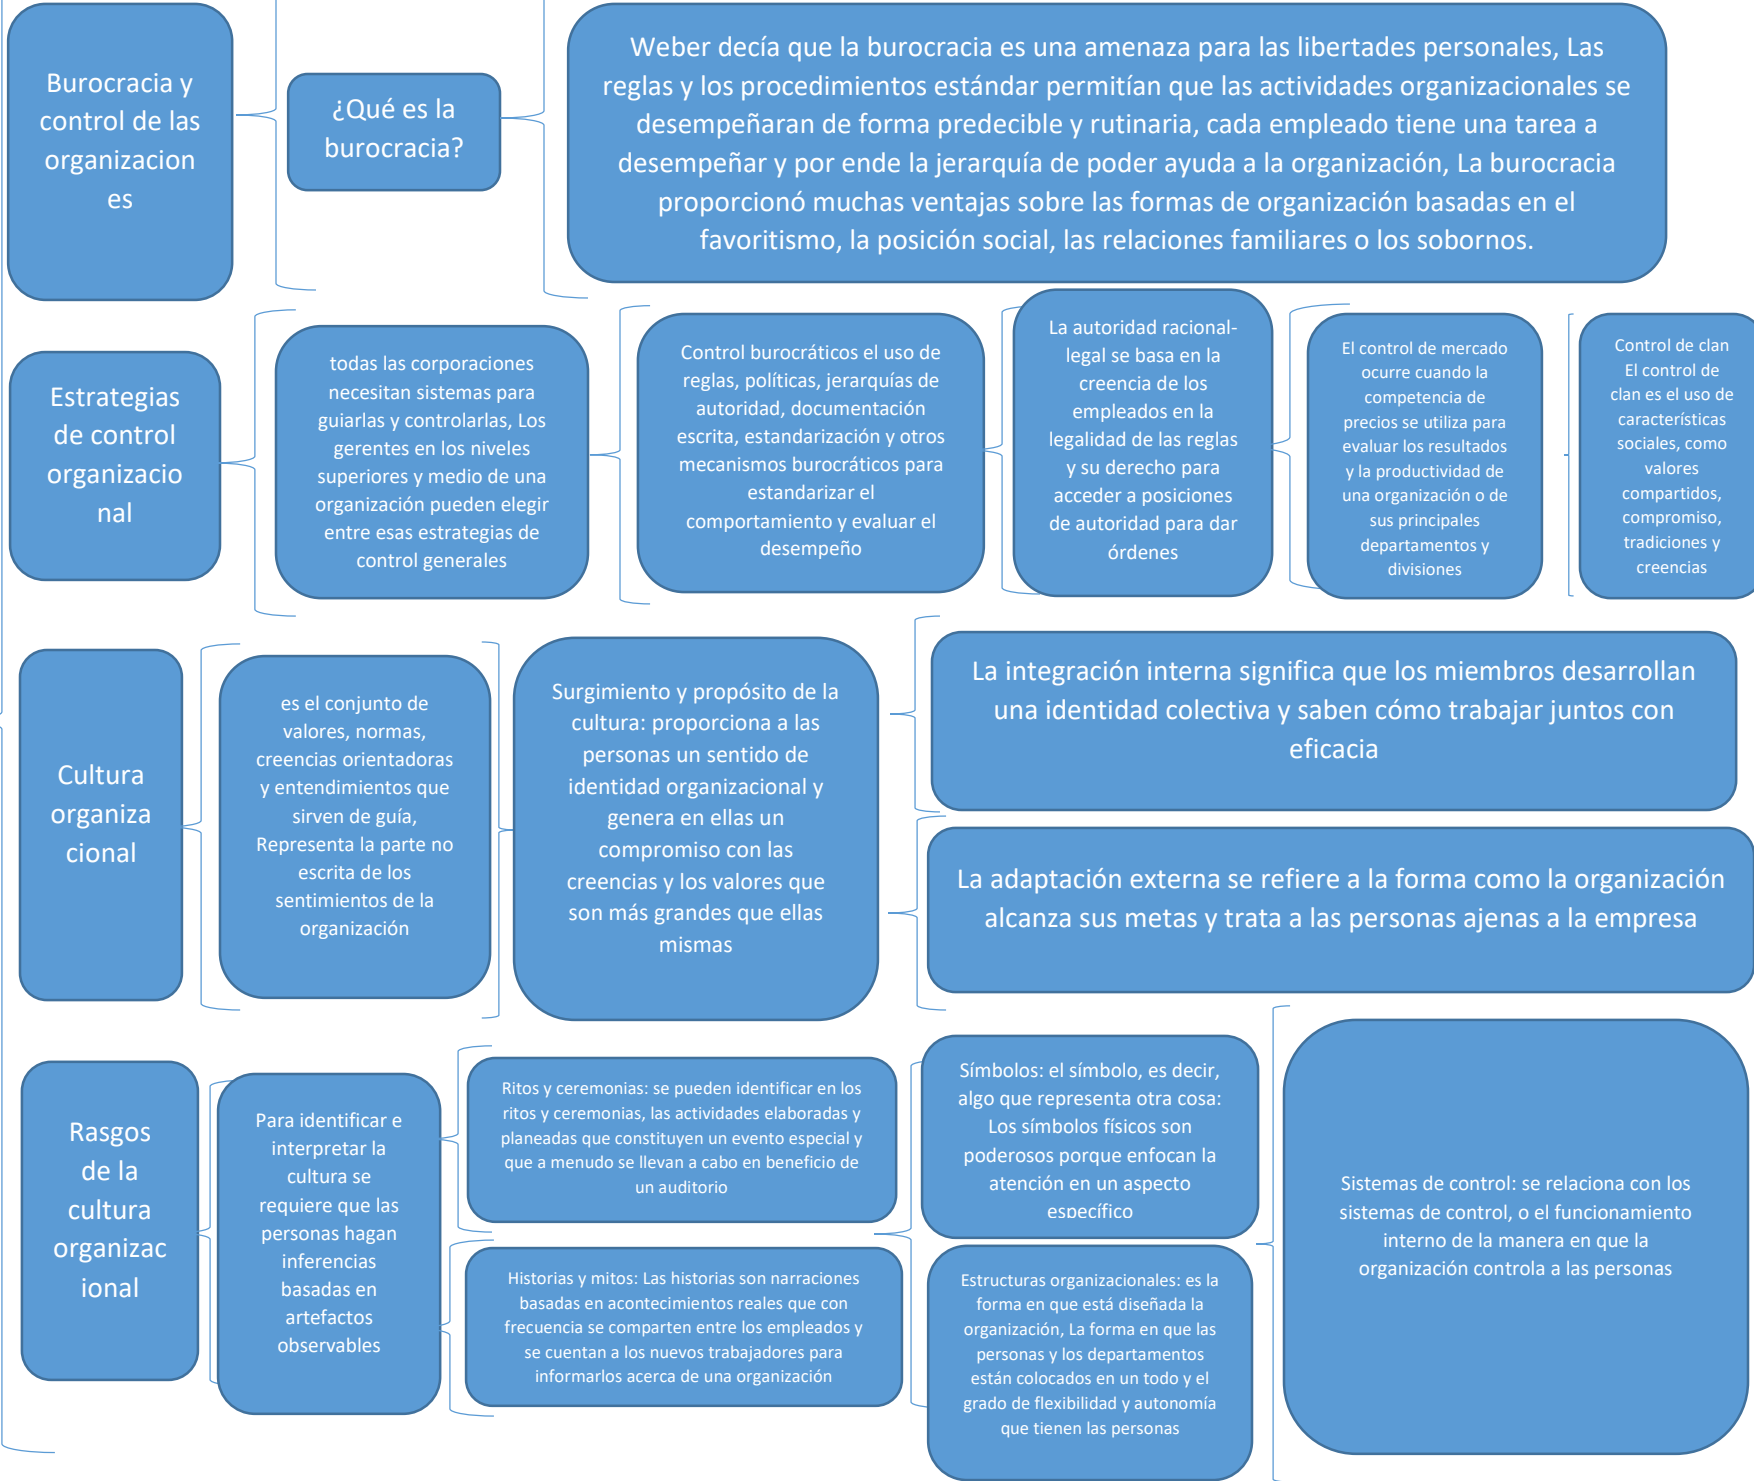 Burocracia y
control de las
organizacion
es
¿Qué es la
burocracia?
Weber decía que la burocracia es una amenaza para las libertades personales, Las
reglas y los procedimientos estándar permitían que las actividades organizacionales se
desempeñaran de forma predecible y rutinaria, cada empleado tiene una tarea a
desempeñar y por ende la jerarquía de poder ayuda a la organización, La burocracia
proporcionó muchas ventajas sobre las formas de organización basadas en el
favoritismo, la posición social, las relaciones familiares o los sobornos.
Estrategias
de control
organizacio
nal
todas las corporaciones
necesitan sistemas para
guiarlas y controlarlas, Los
gerentes en los niveles
superiores y medio de una
organización pueden elegir
entre esas estrategias de
control generales
Control burocráticos el uso de
reglas, políticas, jerarquías de
autoridad, documentación
escrita, estandarización y otros
mecanismos burocráticos para
estandarizar el
comportamiento y evaluar el
desempeño
La autoridad racional-
legal se basa en la
creencia de los
empleados en la
legalidad de las reglas
y su derecho para
acceder a posiciones
de autoridad para dar
órdenes
El control de mercado
ocurre cuando la
competencia de
precios se utiliza para
evaluar los resultados
y la productividad de
una organización o de
sus principales
departamentos y
divisiones
Control de clan
El control de
clan es el uso de
características
sociales, como
valores
compartidos,
compromiso,
tradiciones y
creencias
Cultura
organiza
cional
es el conjunto de
valores, normas,
creencias orientadoras
y entendimientos que
sirven de guía,
Representa la parte no
escrita de los
sentimientos de la
organización
Surgimiento y propósito de la
cultura: proporciona a las
personas un sentido de
identidad organizacional y
genera en ellas un
compromiso con las
creencias y los valores que
son más grandes que ellas
mismas
La integración interna significa que los miembros desarrollan
una identidad colectiva y saben cómo trabajar juntos con
eficacia
La adaptación externa se refiere a la forma como la organización
alcanza sus metas y trata a las personas ajenas a la empresa
Rasgos
de la
cultura
organizac
ional
Para identificar e
interpretar la
cultura se
requiere que las
personas hagan
inferencias
basadas en
artefactos
observables
Ritos y ceremonias: se pueden identificar en los
ritos y ceremonias, las actividades elaboradas y
planeadas que constituyen un evento especial y
que a menudo se llevan a cabo en beneficio de
un auditorio
Historias y mitos: Las historias son narraciones
basadas en acontecimientos reales que con
frecuencia se comparten entre los empleados y
se cuentan a los nuevos trabajadores para
informarlos acerca de una organización
Símbolos: el símbolo, es decir,
algo que representa otra cosa:
Los símbolos físicos son
poderosos porque enfocan la
atención en un aspecto
específico
Estructuras organizacionales: es la
forma en que está diseñada la
organización, La forma en que las
personas y los departamentos
están colocados en un todo y el
grado de flexibilidad y autonomía
que tienen las personas
Sistemas de control: se relaciona con los
sistemas de control, o el funcionamiento
interno de la manera en que la
organización controla a las personas